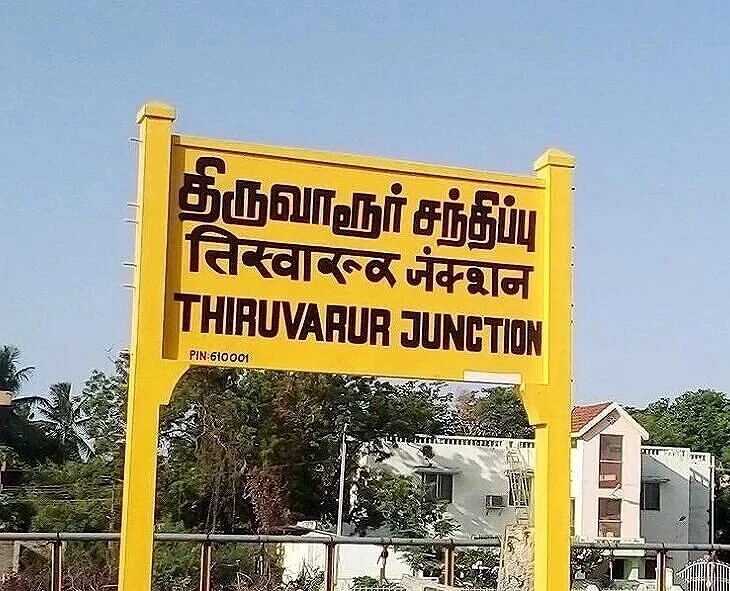 திருவாரூர் சந்திப்பு
तिरुवारूर जंक्शन
THIRUVARUR JUNCTION
PIN:610001